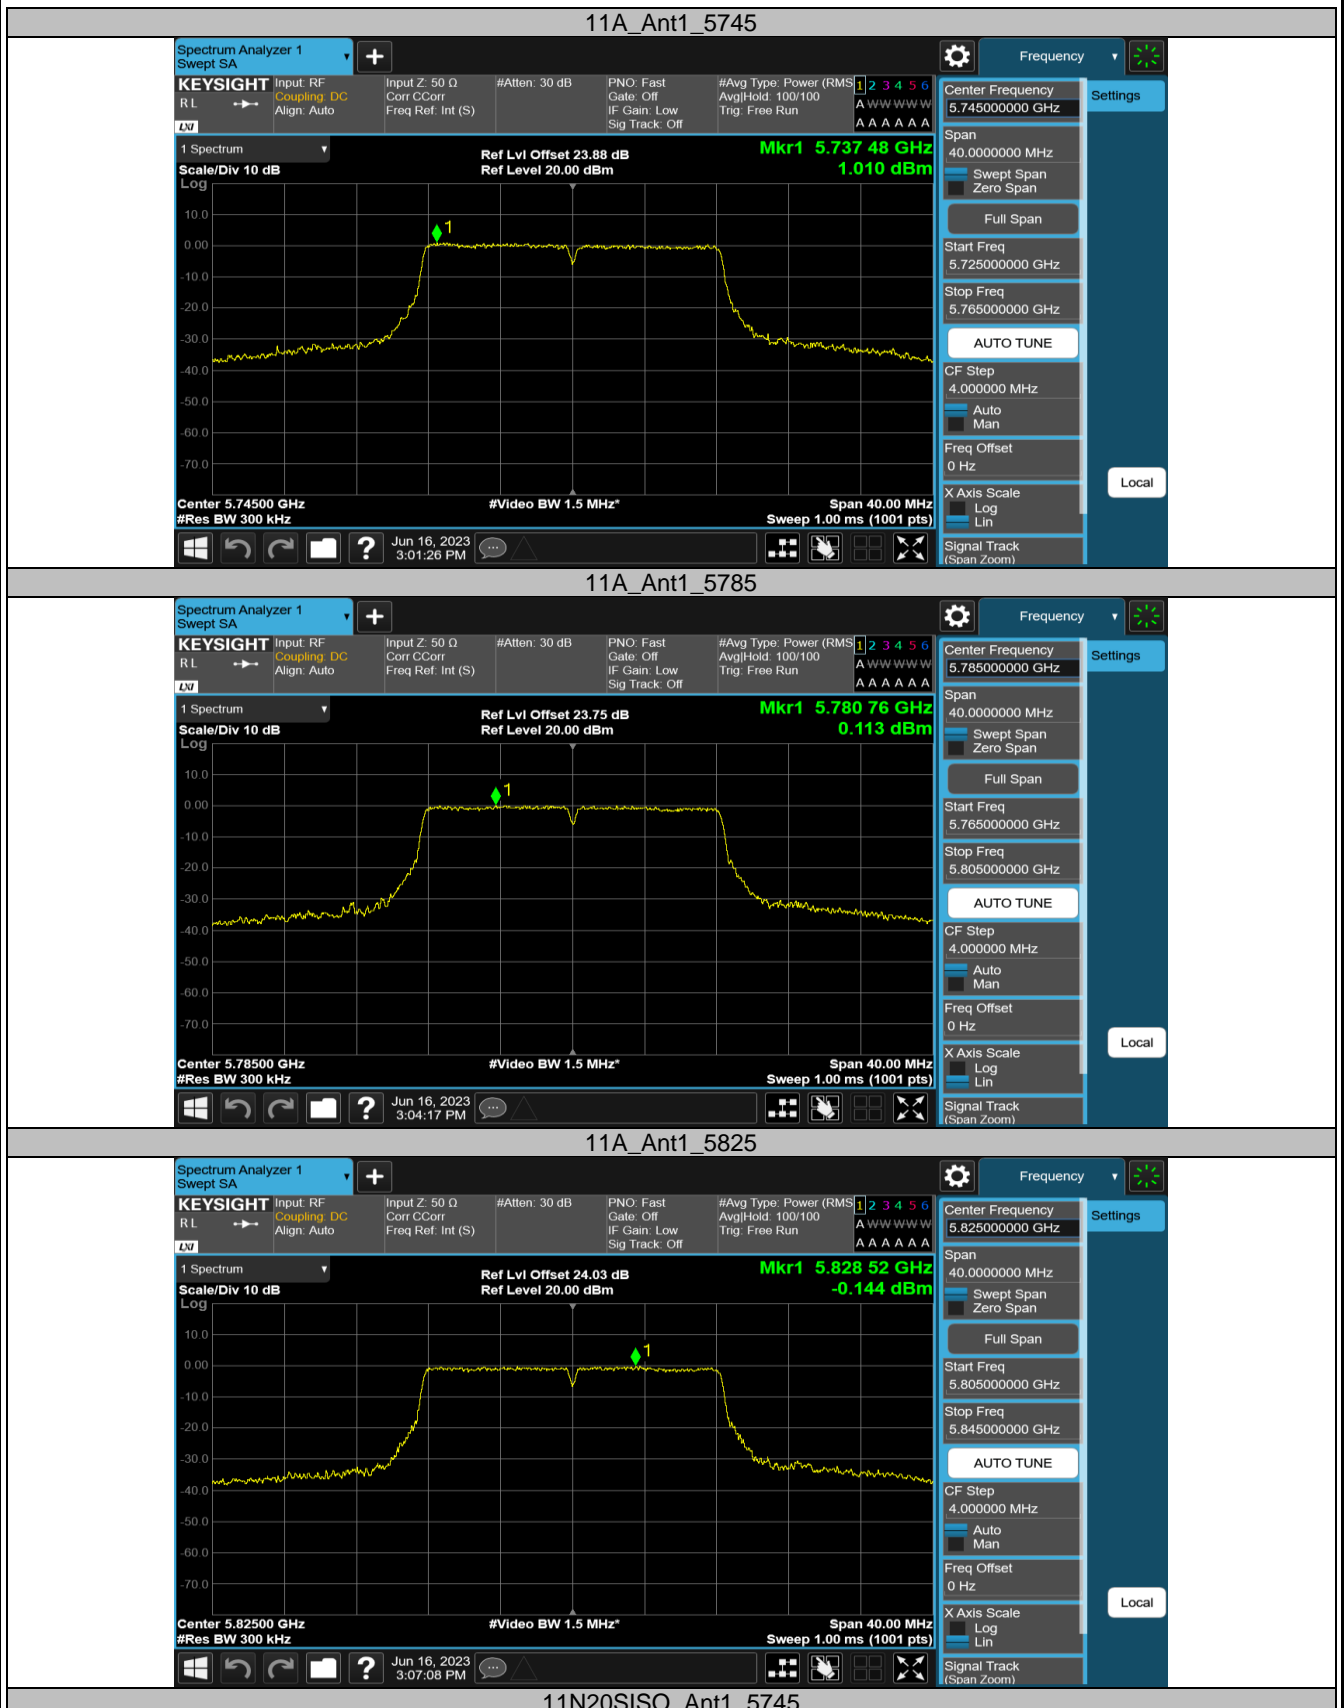 11A_Ant1_5745
Spectrum Analyzer 1
Swept SA
Frequency
KEYSIGHT
R L
LXI
Input: RF
Coupling: DC
Align: Auto
Input Z: 50 Ω
Corr CCorr
Freq Ref: Int (S)
#Atten: 30 dB
PNO: Fast
Gate: Off
IF Gain: Low
Sig Track: Off
#Avg Type: Power (RMS
Avg|Hold: 100/100
Trig: Free Run
1 2 3 4 5 6
A W W W W W
A A A A A A
1 Spectrum
Scale/Div 10 dB
Ref Lvl Offset 23.88 dB
Ref Level 20.00 dBm
Mkr1 5.737 48 GHz
1.010 dBm
Log
10.0
0.00
-10.0
-20.0
-30.0
-40.0
-50.0
-60.0
-70.0
1
Center 5.74500 GHz
#Res BW 300 kHz
#Video BW 1.5 MHz*
Span 40.00 MHz
Sweep 1.00 ms (1001 pts)
Jun 16, 2023
3:01:26 PM
Center Frequency
5.745000000 GHz
Span
40.0000000 MHz
Swept Span
Zero Span
Full Span
Start Freq
5.725000000 GHz
Stop Freq
5.765000000 GHz
AUTO TUNE
CF Step
4.000000 MHz
Auto
Man
Freq Offset
0 Hz
X Axis Scale
Log
Lin
Signal Track
(Span Zoom)
Settings
Local
11A_Ant1_5785
Spectrum Analyzer 1
Swept SA
Frequency
KEYSIGHT
R L
LXI
Input: RF
Coupling: DC
Align: Auto
Input Z: 50 Ω
Corr CCorr
Freq Ref: Int (S)
#Atten: 30 dB
PNO: Fast
Gate: Off
IF Gain: Low
Sig Track: Off
#Avg Type: Power (RMS
Avg|Hold: 100/100
Trig: Free Run
1 2 3 4 5 6
A W W W W W
A A A A A A
1 Spectrum
Scale/Div 10 dB
Ref Lvl Offset 23.75 dB
Ref Level 20.00 dBm
Mkr1 5.780 76 GHz
0.113 dBm
Log
10.0
0.00
-10.0
-20.0
-30.0
-40.0
-50.0
-60.0
-70.0
1
Center 5.78500 GHz
#Res BW 300 kHz
#Video BW 1.5 MHz*
Span 40.00 MHz
Sweep 1.00 ms (1001 pts)
Jun 16, 2023
3:04:17 PM
Center Frequency
5.785000000 GHz
Span
40.0000000 MHz
Swept Span
Zero Span
Full Span
Start Freq
5.765000000 GHz
Stop Freq
5.805000000 GHz
AUTO TUNE
CF Step
4.000000 MHz
Auto
Man
Freq Offset
0 Hz
X Axis Scale
Log
Lin
Signal Track
(Span Zoom)
Settings
Local
11A_Ant1_5825
Spectrum Analyzer 1
Swept SA
Frequency
KEYSIGHT
R L
LXI
Input: RF
Coupling: DC
Align: Auto
Input Z: 50 Ω
Corr CCorr
Freq Ref: Int (S)
#Atten: 30 dB
PNO: Fast
Gate: Off
IF Gain: Low
Sig Track: Off
#Avg Type: Power (RMS
Avg|Hold: 100/100
Trig: Free Run
1 2 3 4 5 6
A W W W W W
A A A A A A
1 Spectrum
Scale/Div 10 dB
Ref Lvl Offset 24.03 dB
Ref Level 20.00 dBm
Mkr1 5.828 52 GHz
-0.144 dBm
Log
10.0
0.00
-10.0
-20.0
-30.0
-40.0
-50.0
-60.0
-70.0
1
Center 5.82500 GHz
#Res BW 300 kHz
#Video BW 1.5 MHz*
Span 40.00 MHz
Sweep 1.00 ms (1001 pts)
Jun 16, 2023
3:07:08 PM
Center Frequency
5.825000000 GHz
Span
40.0000000 MHz
Swept Span
Zero Span
Full Span
Start Freq
5.805000000 GHz
Stop Freq
5.845000000 GHz
AUTO TUNE
CF Step
4.000000 MHz
Auto
Man
Freq Offset
0 Hz
X Axis Scale
Log
Lin
Signal Track
(Span Zoom)
Settings
Local
11N20SISO_Ant1_5745